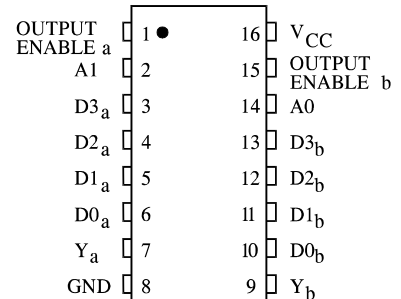 OUTPUT
ENABLE a
1 16 VCC
A1 2 15 OUTPUT
ENABLE b
D3a 3 14 A0
D2a 4 13 D3b
D1a 5 12 D2b
D0a 6 11 D1b
Ya 7 10 D0b
GND 8 9 Yb